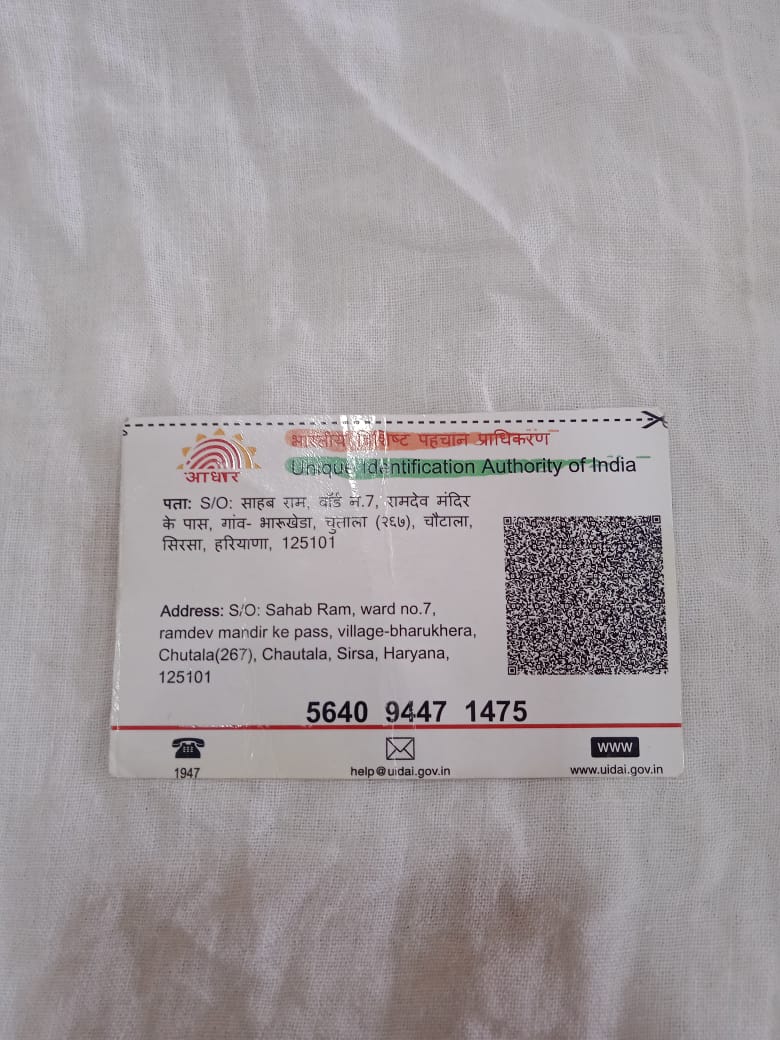 भारतीय विशिष्ट पहचान प्राधिकरण
आधार
Unique Identification Authority of India
पता: S/O: साहब राम, वॉर्ड न.7, रामदेव मंदिर
के पास, गांव- भारूखेडा, चुताला (२६७), चौटाला,
सिरसा, हरियाणा, 125101
Address: S/O: Sahab Ram, ward no.7,
ramdev mandir ke pass, village-bharukhera,
Chutala(267), Chautala, Sirsa, Haryana,
125101
5640 9447 1475
WWW
1947
help@uidai.gov.in
www.uidai.gov.in